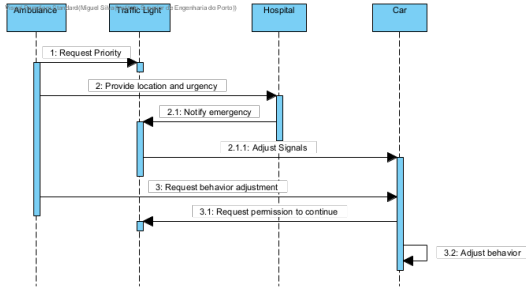 Ambulance
Traffic Light
Hospital
Car
1: Request Priority
2: Provide location and urgency
2.1: Notify emergency
2.1.1: Adjust Signals
3: Request behavior adjustment
3.1: Request permission to continue
3.2: Adjust behavior